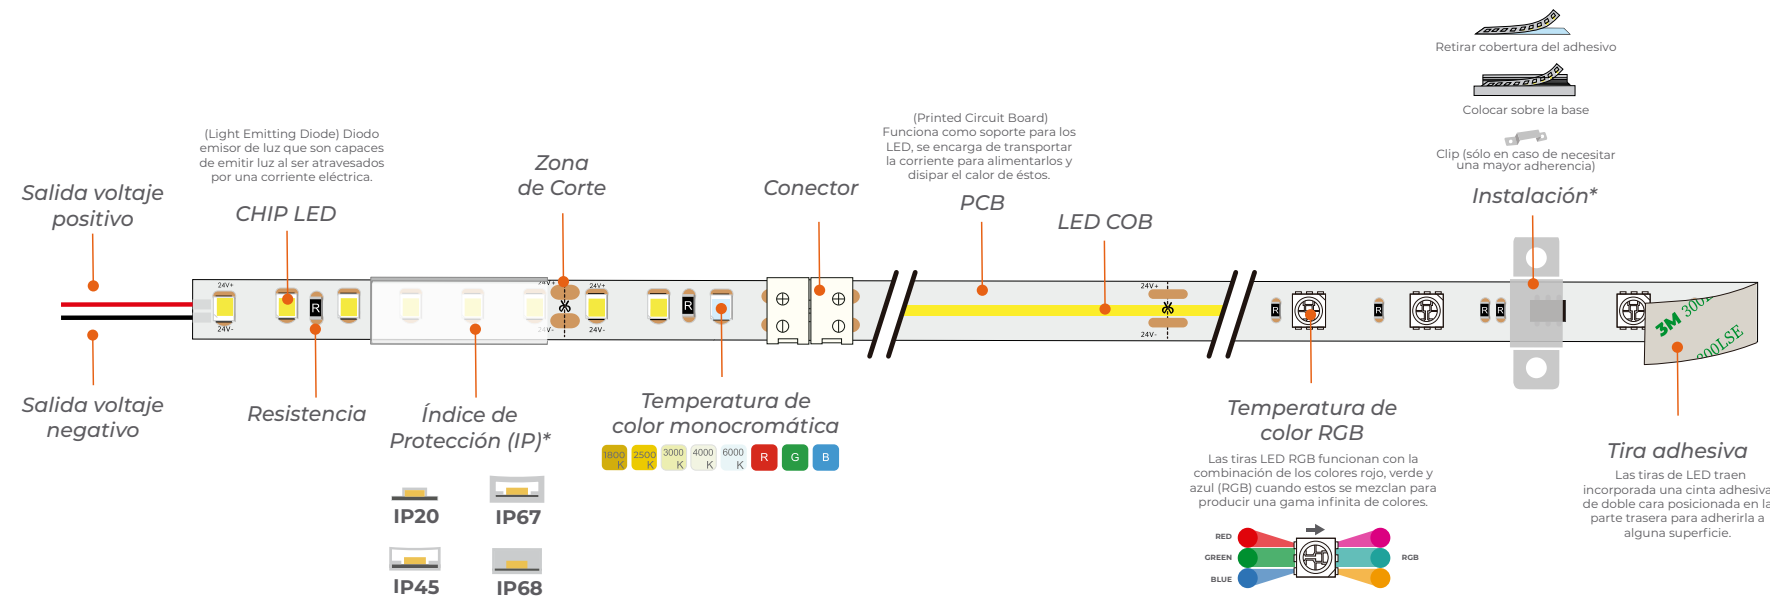 Retirar cobertura del adhesivo
Colocar sobre la base
Clip (sólo en caso de necesitar
una mayor adherencia)
Instalación*
(Light Emitting Diode) Diodo
emisor de luz que son capaces
de emitir luz al ser atravesados
por una corriente eléctrica.
CHIP LED
Salida voltaje
positivo
Zona
de Corte
Conector
(Printed Circuit Board)
Funciona como soporte para los
LED, se encarga de transportar
la corriente para alimentarlos y
disipar el calor de éstos.
PCB
LED COB
24V+
24V+
24V+
24V+
R
R
R
R
R
R
24V-
24V-
24V-
24V-
3M
300LSE
Salida voltaje
negativo
Resistencia
Índice de
Protección (IP)*
IP20
IP67
IP45
IP68
Temperatura de
color monocromática
1800 K
2500 K
3000 K
4000 K
6000 K
R
G
B
Temperatura de
color RGB
Las tiras LED RGB funcionan con la
combinación de los colores rojo, verde y
azul (RGB) cuando estos se mezclan para
producir una gama infinita de colores.
RED
GREEN
BLUE
RGB
Tira adhesiva
Las tiras de LED traen
incorporada una cinta adhesiva
de doble cara posicionada en la
parte trasera para adherirla a
alguna superficie.